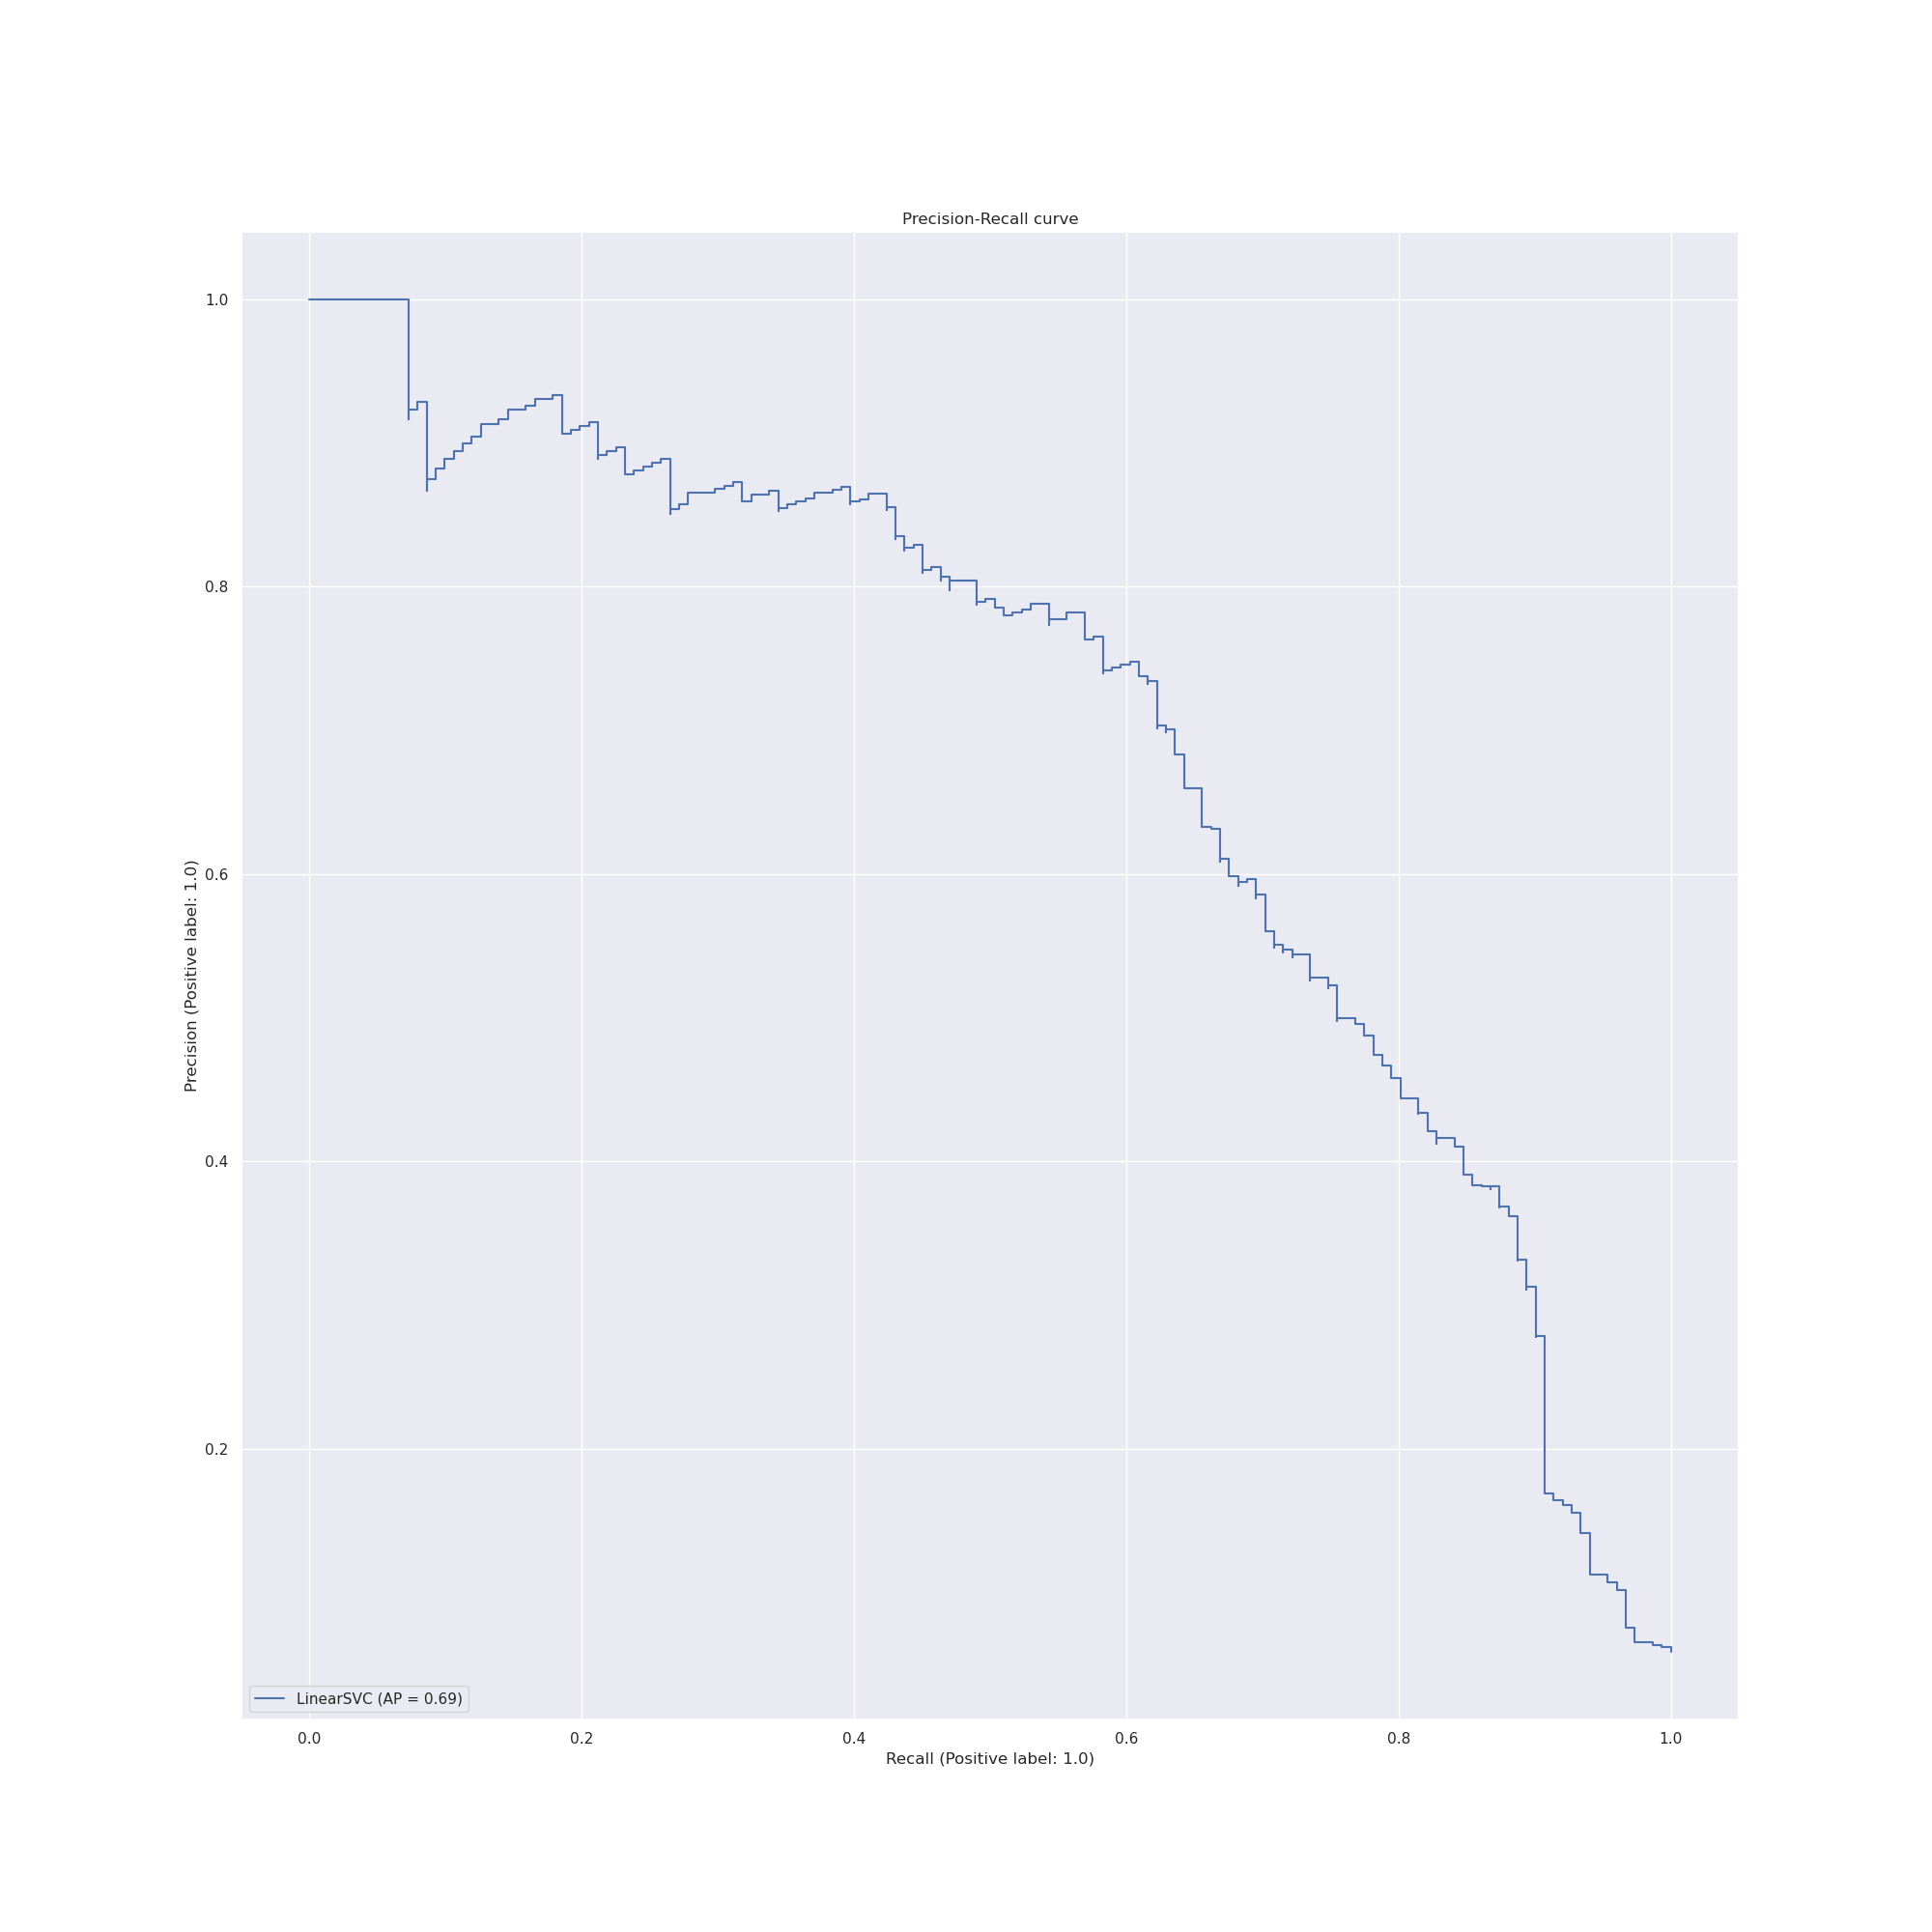 Precision-Recall curve
1.0
0.8
0.6
0.4
0.2
Precision (Positive label: 1.0)
LinearSVC (AP = 0.69)
0.0 0.2 0.4 0.6 0.8 1.0
Recall (Positive label: 1.0)